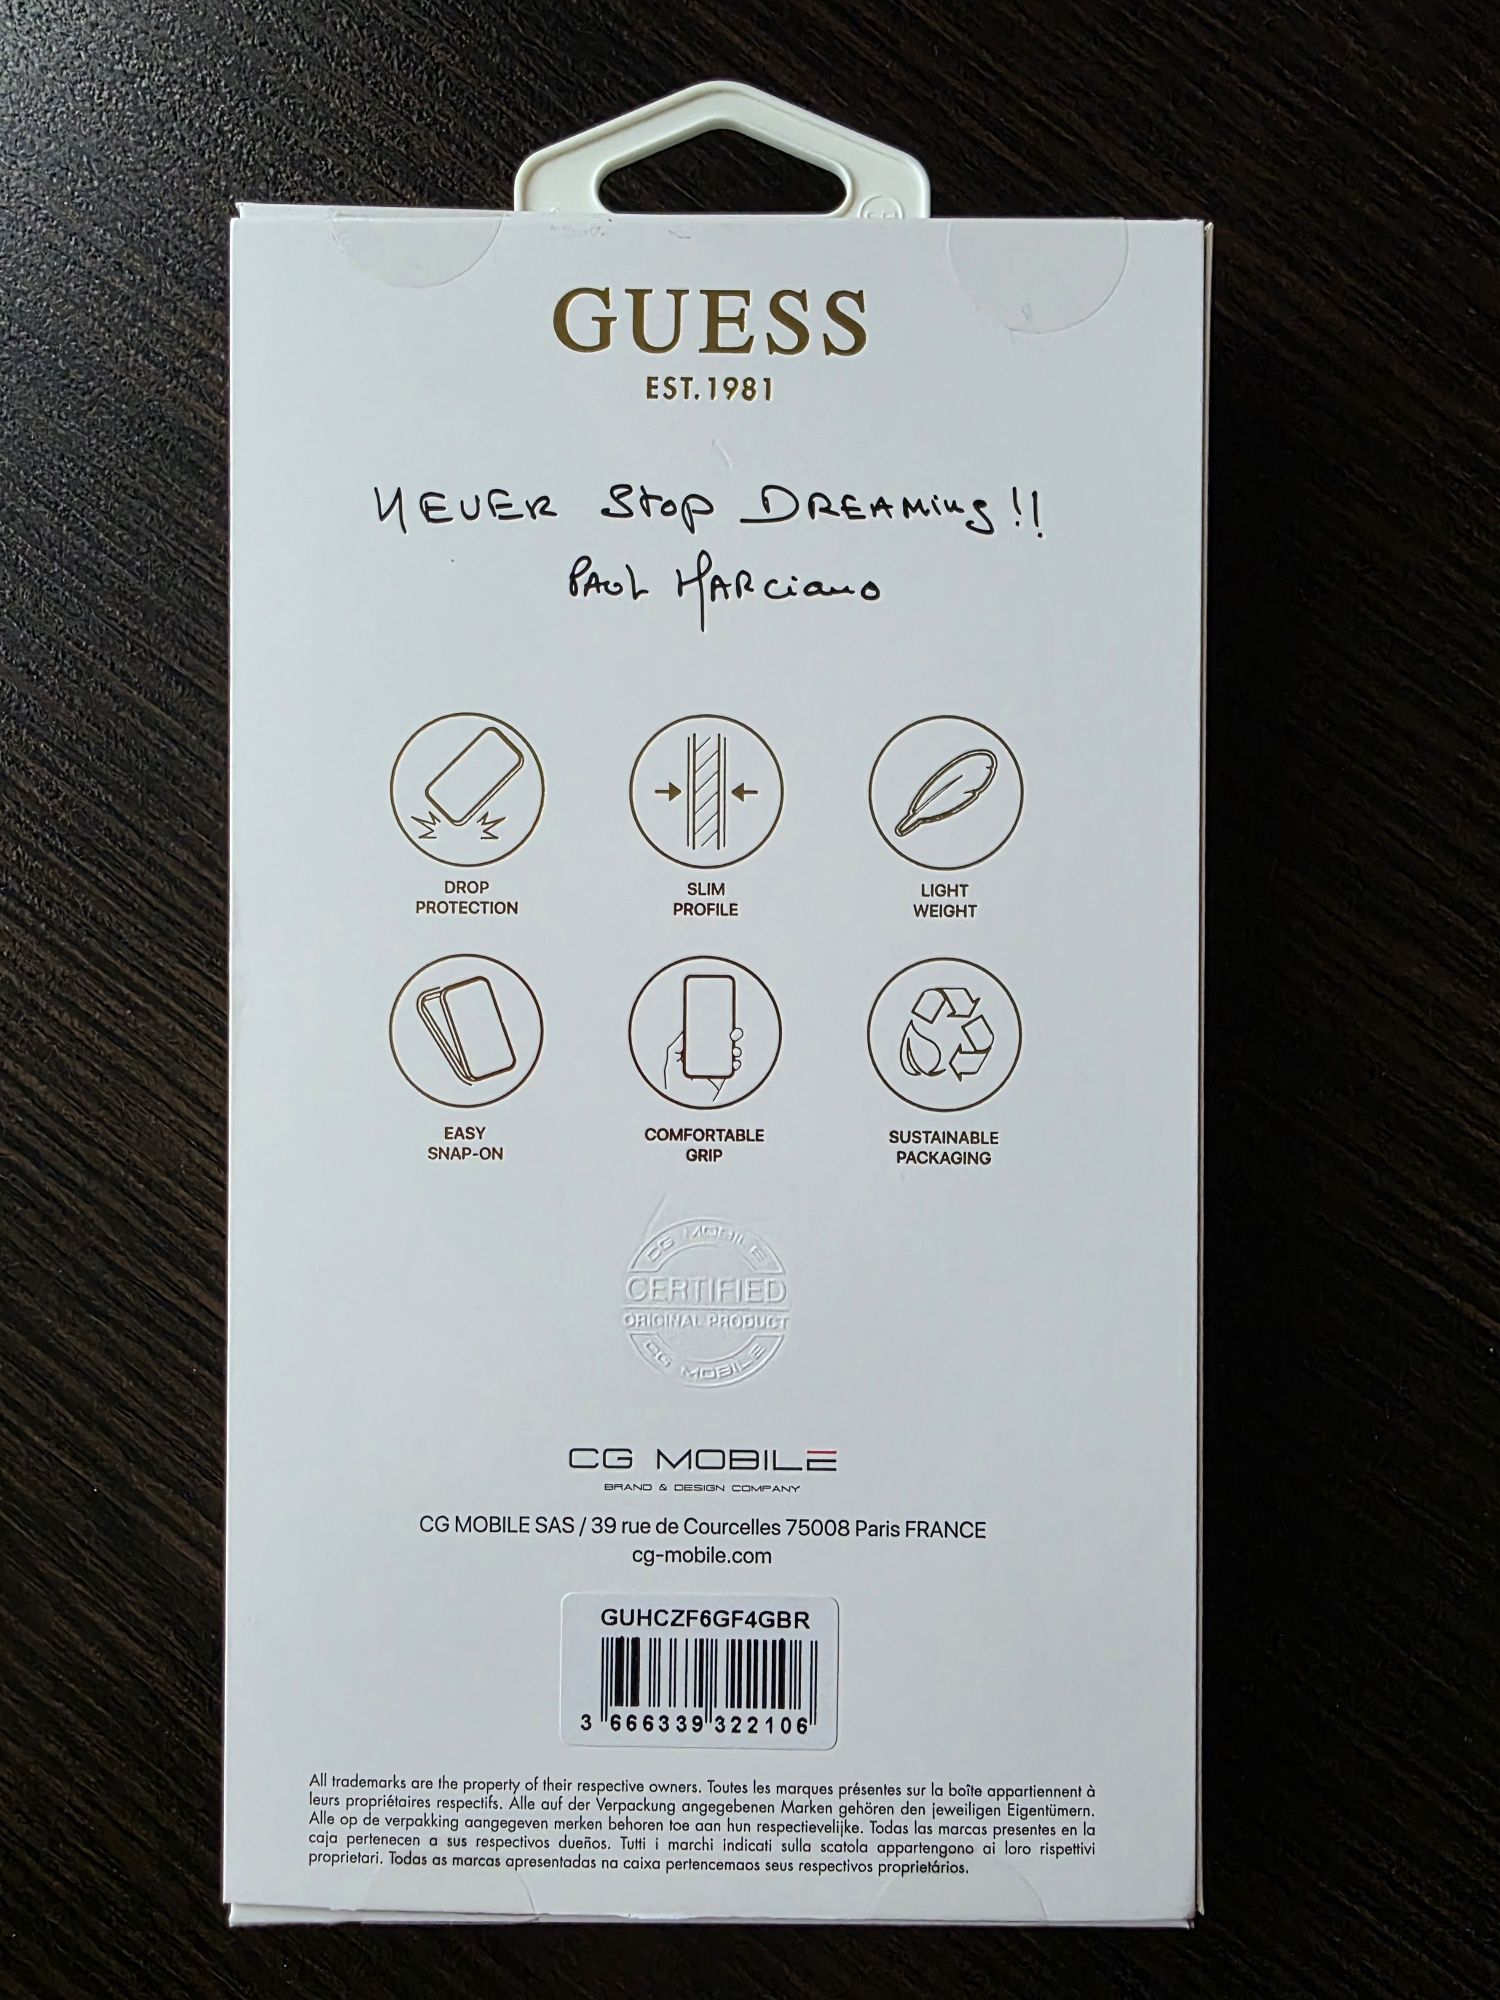 GUESS
EST.1981
NEVER Stop DREAMing!!
PAUL MARCiano
DROP
PROTECTION
SLIM
PROFILE
LIGHT
WEIGHT
EASY
SNAP-ON
COMFORTABLE
GRIP
SUSTAINABLE
PACKAGING
CG MOBILE
CERTIFIED
ORIGINAL PRODUCT
CG MOBILE
CG MOBILE
BRAND & DESIGN COMPANY
CG MOBILE SAS / 39 rue de Courcelles 75008 Paris FRANCE
cg-mobile.com
GUHCZF6GF4GBR
3 666339 322106
All trademarks are the property of their respective owners. Toutes les marques présentes sur la boîte appartiennent à
leurs propriétaires respectifs. Alle auf der Verpackung angegebenen Marken gehören den jeweiligen Eigentümern.
Alle op de verpakking aangegeven merken behoren toe aan hun respectievelijke. Todas las marcas presentes en la
caja pertenecen a sus respectivos dueños. Tutti i marchi indicati sulla scatola appartengono ai loro rispettivi
proprietari. Todas as marcas apresentadas na caixa pertencemaos seus respectivos proprietários.